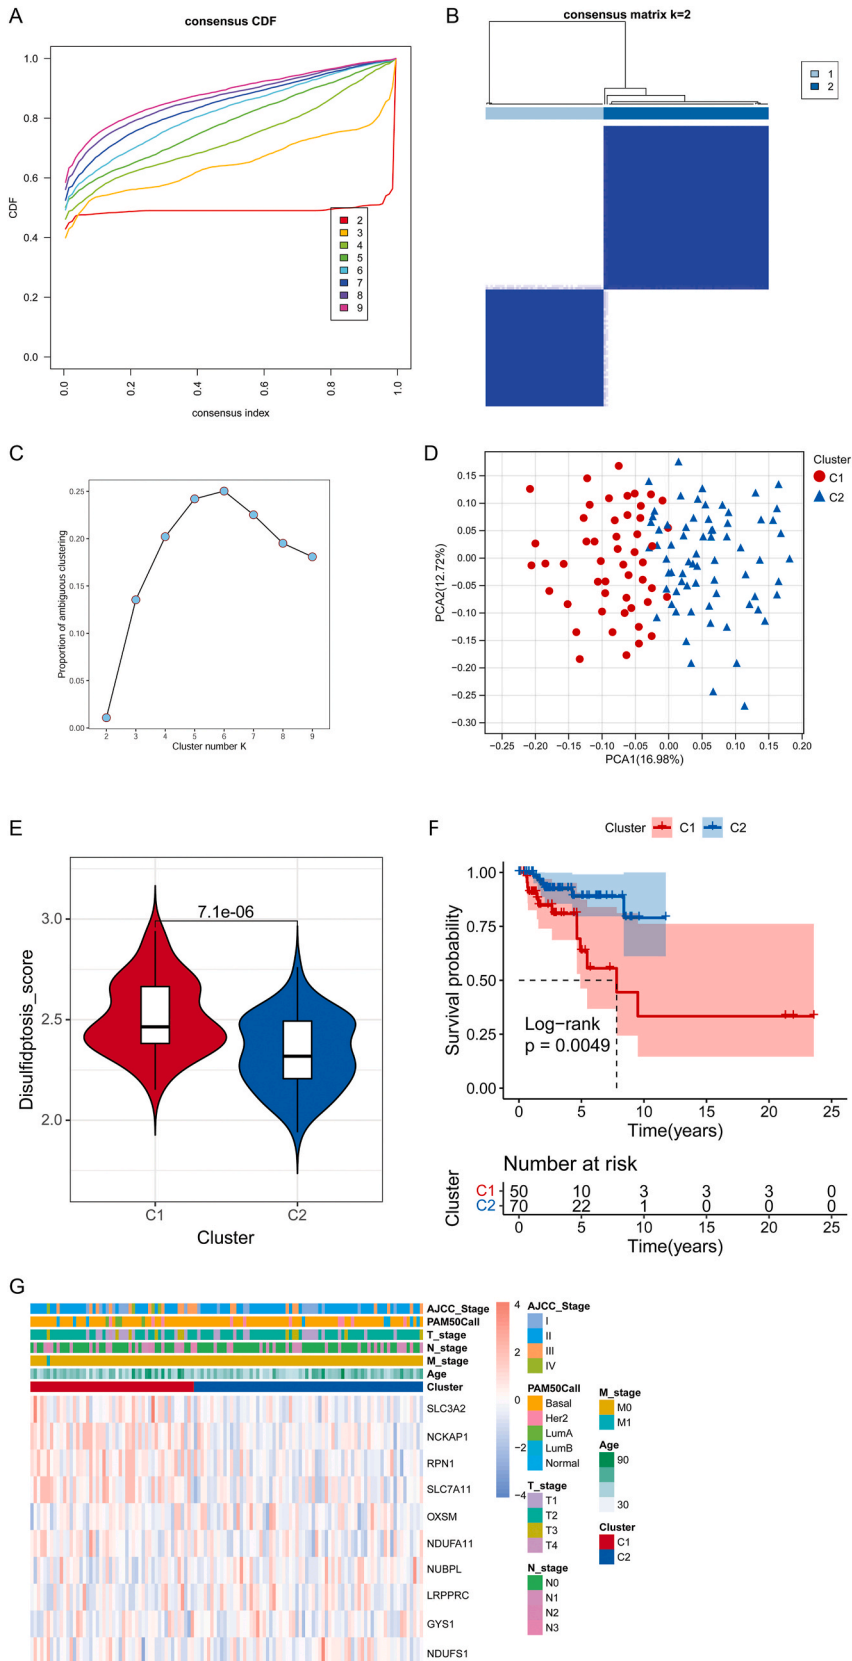 A
consensus CDF
1.0
0.8
0.6
0.4
0.2
0.0
CDF
2
3
4
5
6
7
8
9
0.0
0.2
0.4
0.6
0.8
1.0
consensus index
B
consensus matrix k=2
1
2
C
Proportion of ambiguous clustering
0.25
0.20
0.15
0.10
0.05
0.00
2 3 4 5 6 7 8 9
Cluster number K
D
Cluster
C1
C2
PCA2(12.72%)
0.15
0.10
0.05
0.00
−0.05
−0.10
−0.15
−0.20
−0.25
−0.30
−0.25 −0.20 −0.15 −0.10 −0.05 0.00 0.05 0.10 0.15 0.20
PCA1(16.98%)
E
7.1e-06
3.0
2.5
2.0
Disulfidptosis_score
C1 C2
Cluster
F
Cluster C1 C2
Survival probability
1.00
0.75
0.50
0.25
0.00
Log−rank
p = 0.0049
0 5 10 15 20 25
Time(years)
Number at risk
Cluster
C1 50 10 3 3 3 0
C2 70 22 1 0 0 0
0 5 10 15 20 25
Time(years)
G
AJCC_Stage
PAM50Call
T_stage
N_stage
M_stage
Age
Cluster
SLC3A2
NCKAP1
RPN1
SLC7A11
OXSM
NDUFA11
NUBPL
LRPPRC
GYS1
NDUFS1
4
2
0
−2
−4
AJCC_Stage
I
II
III
IV
PAM50Call
Basal
Her2
LumA
LumB
Normal
T_stage
T1
T2
T3
T4
N_stage
N0
N1
N2
N3
M_stage
M0
M1
Age
90
30
Cluster
C1
C2